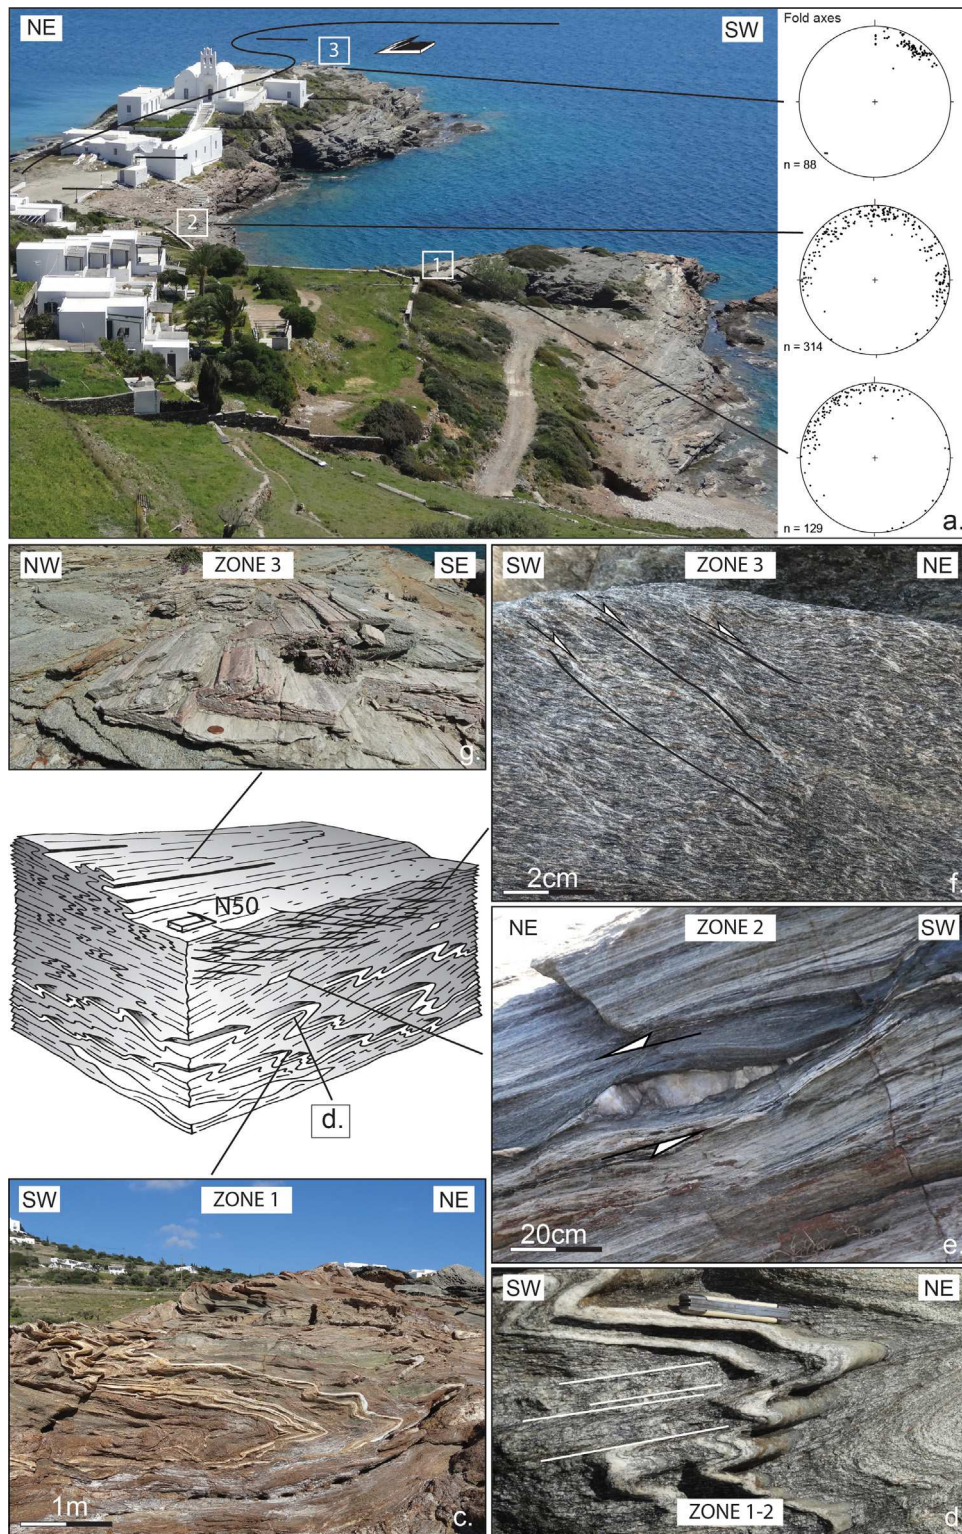 NE
SW
Fold axes
3
n = 88
2
1
n = 314
n = 129
a.
NW
ZONE 3
SE
g.
SW
ZONE 3
NE
2cm
f.
N50
d.
NE
ZONE 2
SW
20cm
e.
SW
ZONE 1
NE
1m
c.
SW
NE
ZONE 1-2
d.